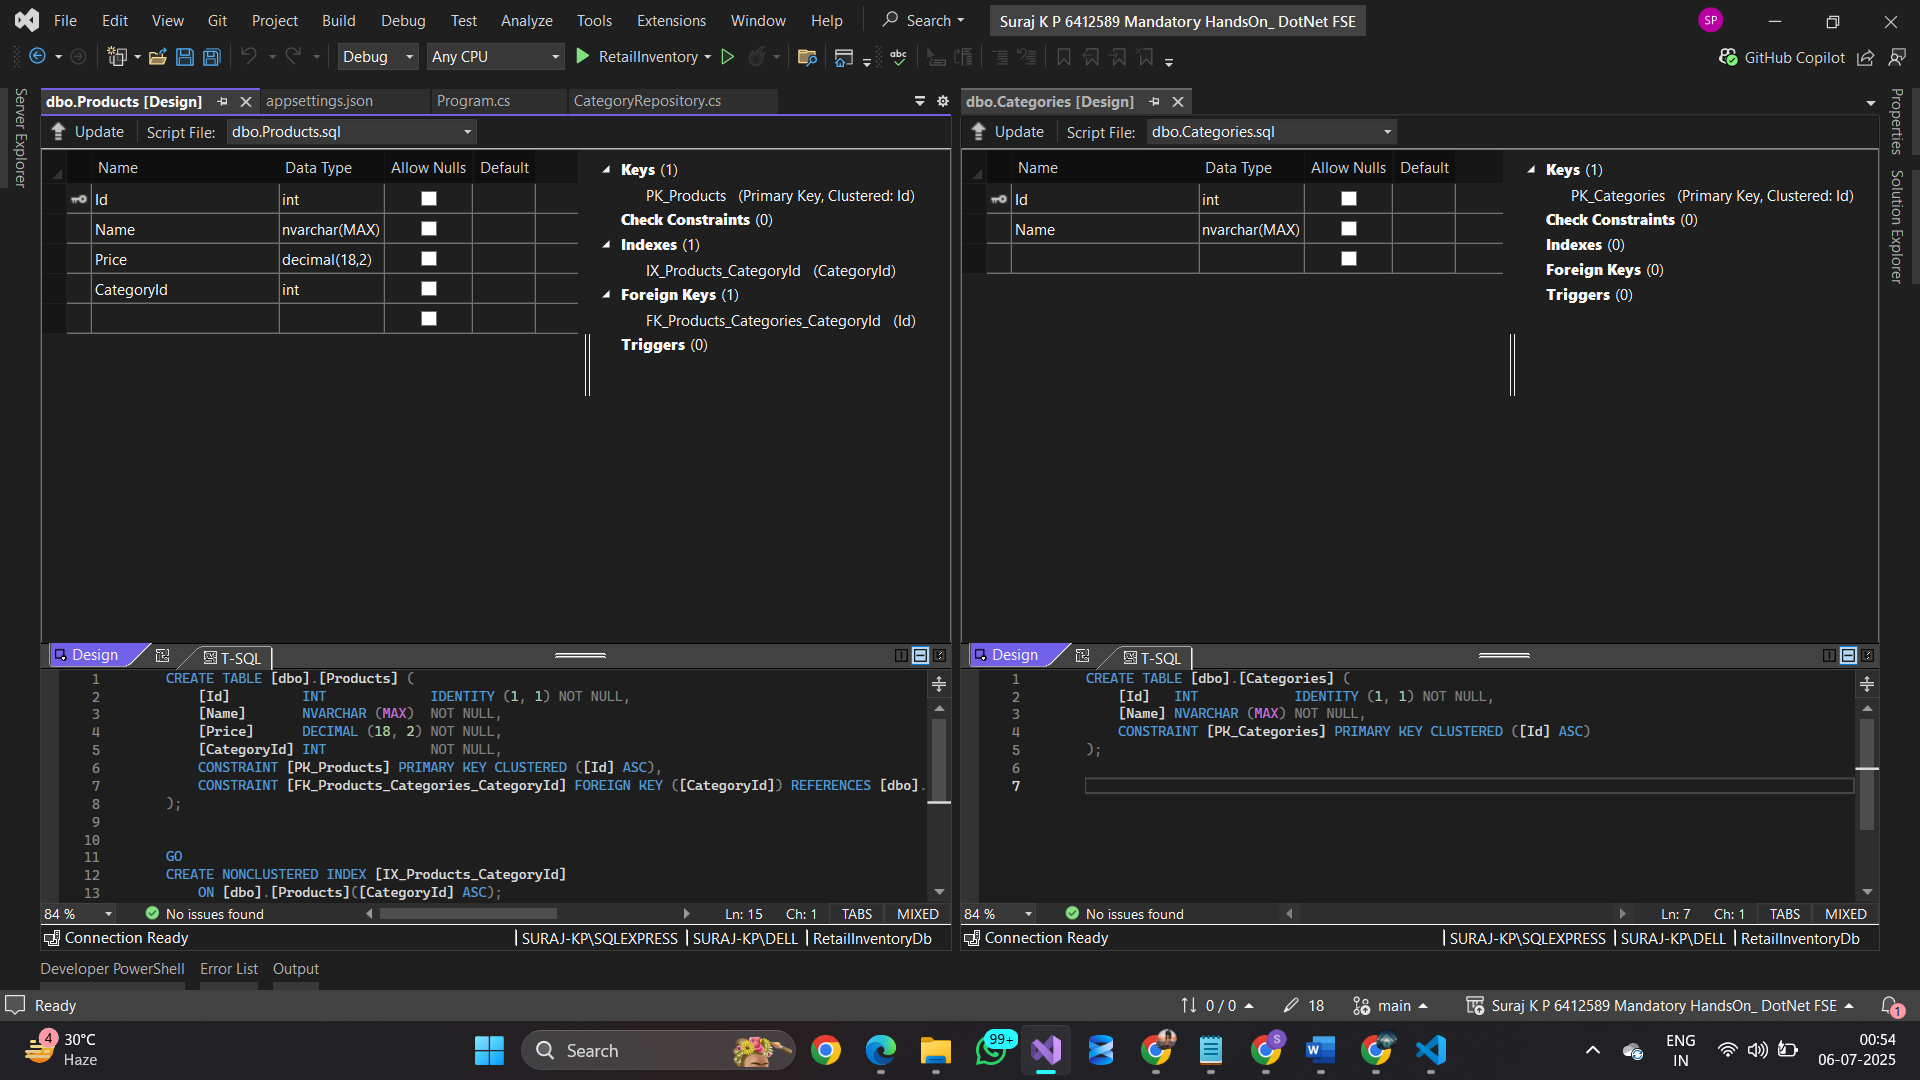 File Edit View Git Project Build Debug Test Analyze Tools Extensions Window Help Search Suraj K P 6412589 Mandatory HandsOn_ DotNet FSE SP
Debug Any CPU RetailInventory abc GitHub Copilot
Server Explorer
dbo.Products [Design] appsettings.json Program.cs CategoryRepository.cs
Update Script File: dbo.Products.sql
Name Data Type Allow Nulls Default
Id int
Name nvarchar(MAX)
Price decimal(18,2)
CategoryId int
Keys (1)
PK_Products (Primary Key, Clustered: Id)
Check Constraints (0)
Indexes (1)
IX_Products_CategoryId (CategoryId)
Foreign Keys (1)
FK_Products_Categories_CategoryId (Id)
Triggers (0)
Design T-SQL
1 CREATE TABLE [dbo].[Products] (
2 [Id] INT IDENTITY (1, 1) NOT NULL,
3 [Name] NVARCHAR (MAX) NOT NULL,
4 [Price] DECIMAL (18, 2) NOT NULL,
5 [CategoryId] INT NOT NULL,
6 CONSTRAINT [PK_Products] PRIMARY KEY CLUSTERED ([Id] ASC),
7 CONSTRAINT [FK_Products_Categories_CategoryId] FOREIGN KEY ([CategoryId]) REFERENCES [dbo].
8 );
9
10
11 GO
12 CREATE NONCLUSTERED INDEX [IX_Products_CategoryId]
13 ON [dbo].[Products]([CategoryId] ASC);
84 % No issues found Ln: 15 Ch: 1 TABS MIXED
Connection Ready SURAJ-KP\SQLEXPRESS SURAJ-KP\DELL RetailInventoryDb
dbo.Categories [Design]
Update Script File: dbo.Categories.sql
Name Data Type Allow Nulls Default
Id int
Name nvarchar(MAX)
Keys (1)
PK_Categories (Primary Key, Clustered: Id)
Check Constraints (0)
Indexes (0)
Foreign Keys (0)
Triggers (0)
Design T-SQL
1 CREATE TABLE [dbo].[Categories] (
2 [Id] INT IDENTITY (1, 1) NOT NULL,
3 [Name] NVARCHAR (MAX) NOT NULL,
4 CONSTRAINT [PK_Categories] PRIMARY KEY CLUSTERED ([Id] ASC)
5 );
6
7
84 % No issues found Ln: 7 Ch: 1 TABS MIXED
Connection Ready SURAJ-KP\SQLEXPRESS SURAJ-KP\DELL RetailInventoryDb
Properties
Solution Explorer
Developer PowerShell Error List Output
Ready 0 / 0 18 main Suraj K P 6412589 Mandatory HandsOn_ DotNet FSE 1
4 30°C
Haze
Search
99+
S
W
ENG
IN
00:54
06-07-2025